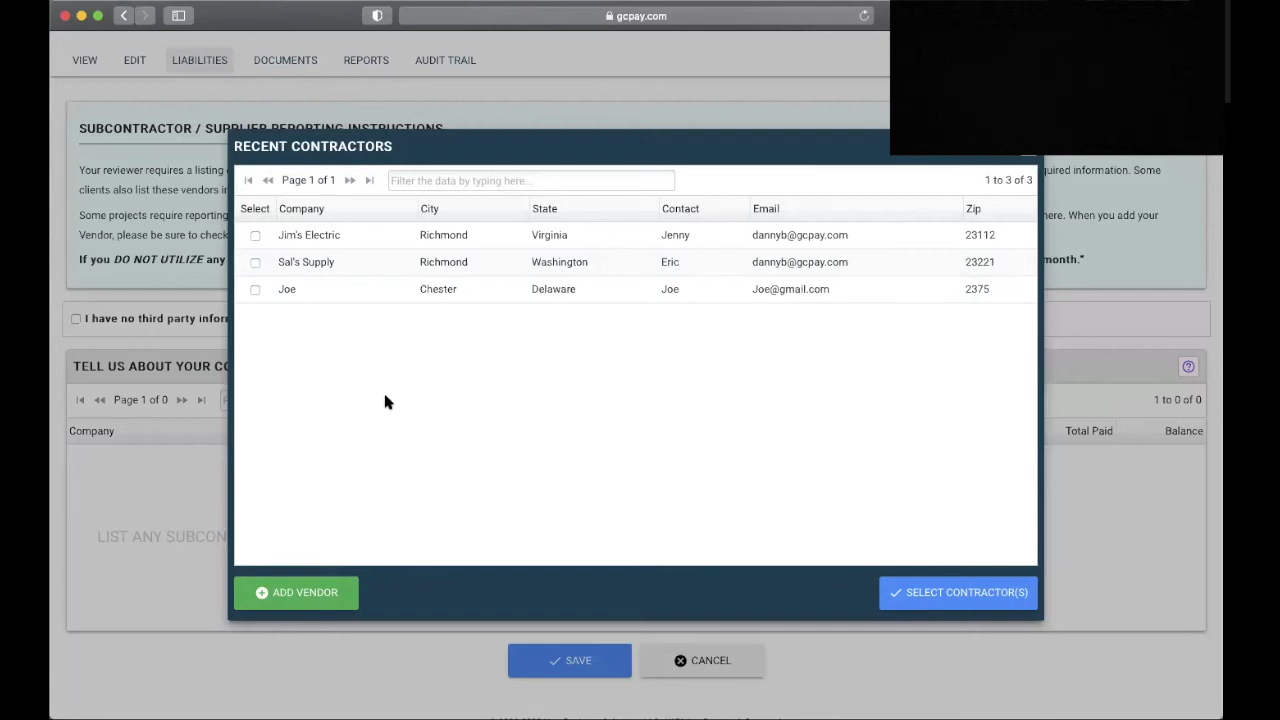 gcpay.com
VIEW EDIT LIABILITIES DOCUMENTS REPORTS AUDIT TRAIL
SUBCONTRACTOR / SUPPLIER REPORTING INSTRUCTIONS
Your reviewer requires a listing quired information. Some
clients also list these vendors i
Some projects require reporting here. When you add your
Vendor, please be sure to check
If you DO NOT UTILIZE any month."
I have no third party infor
TELL US ABOUT YOUR CO
Page 1 of 0 1 to 0 of 0
Company Total Paid Balance
LIST ANY SUBCON
RECENT CONTRACTORS
Page 1 of 1 Filter the data by typing here... 1 to 3 of 3
Select Company City State Contact Email Zip
Jim's Electric Richmond Virginia Jenny dannyb@gcpay.com 23112
Sal's Supply Richmond Washington Eric dannyb@gcpay.com 23221
Joe Chester Delaware Joe Joe@gmail.com 2375
ADD VENDOR SELECT CONTRACTOR(S)
SAVE CANCEL